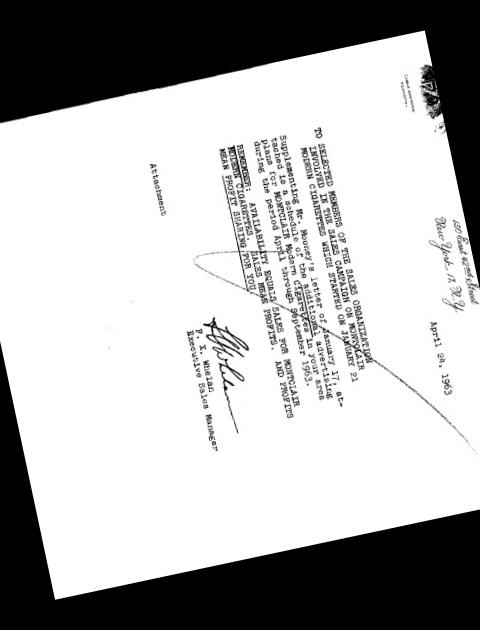 150 East 42nd Street
New York 17, N.Y.
April 24, 1963
TO SELECTED MEMBERS OF THE SALES ORGANIZATION
INVOLVED IN THE SALES CAMPAIGN ON MONTCLAIR
MODERN CIGARETTES WHICH STARTED ON JANUARY 21
Supplementing Mr. Mooney's letter of January 17, at-
tached is a schedule of the additional advertising
plans for MONTCLAIR Modern Cigarettes in your area
during the period April through September 1963.
REMEMBER: AVAILABILITY EQUALS SALES FOR MONTCLAIR
MODERN CIGARETTES. SALES MEAN PROFITS. AND PROFITS
MEAN PROFIT SHARING FOR YOU.
X. Whelan
Executive Sales Manager
Attachment